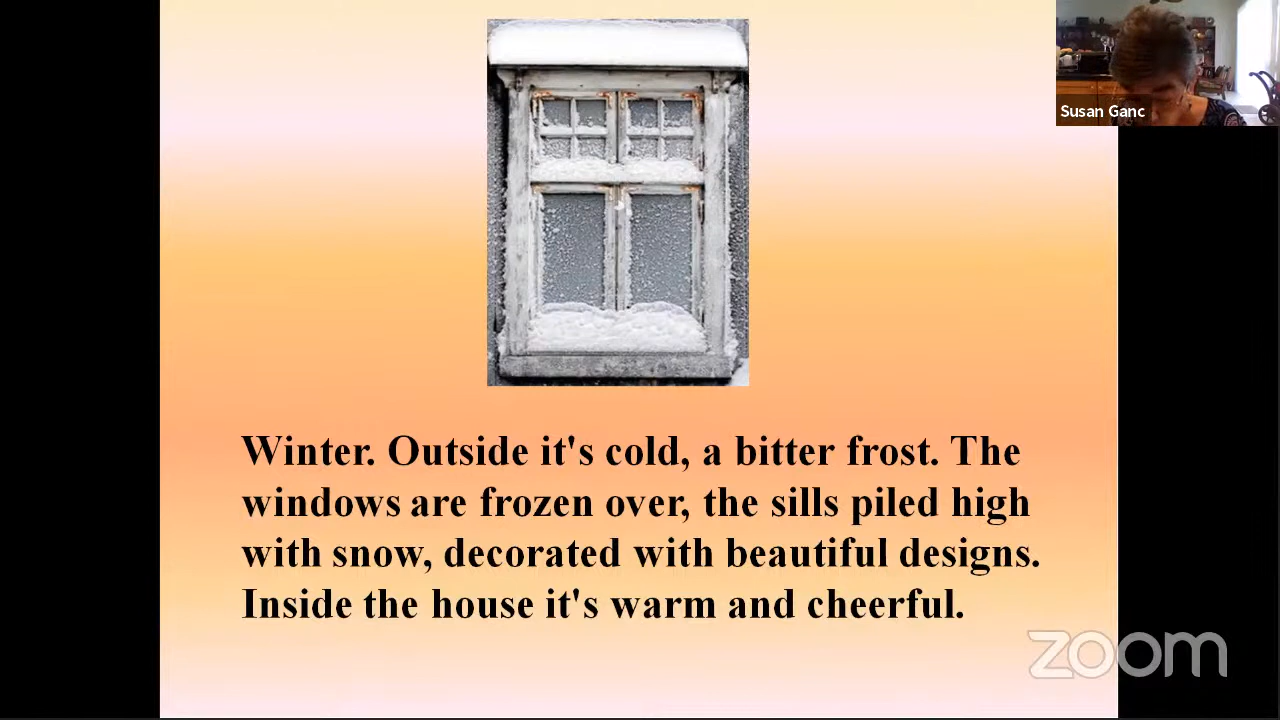 Susan Ganc
Winter. Outside it's cold, a bitter frost. The
windows are frozen over, the sills piled high
with snow, decorated with beautiful designs.
Inside the house it's warm and cheerful.
zoom